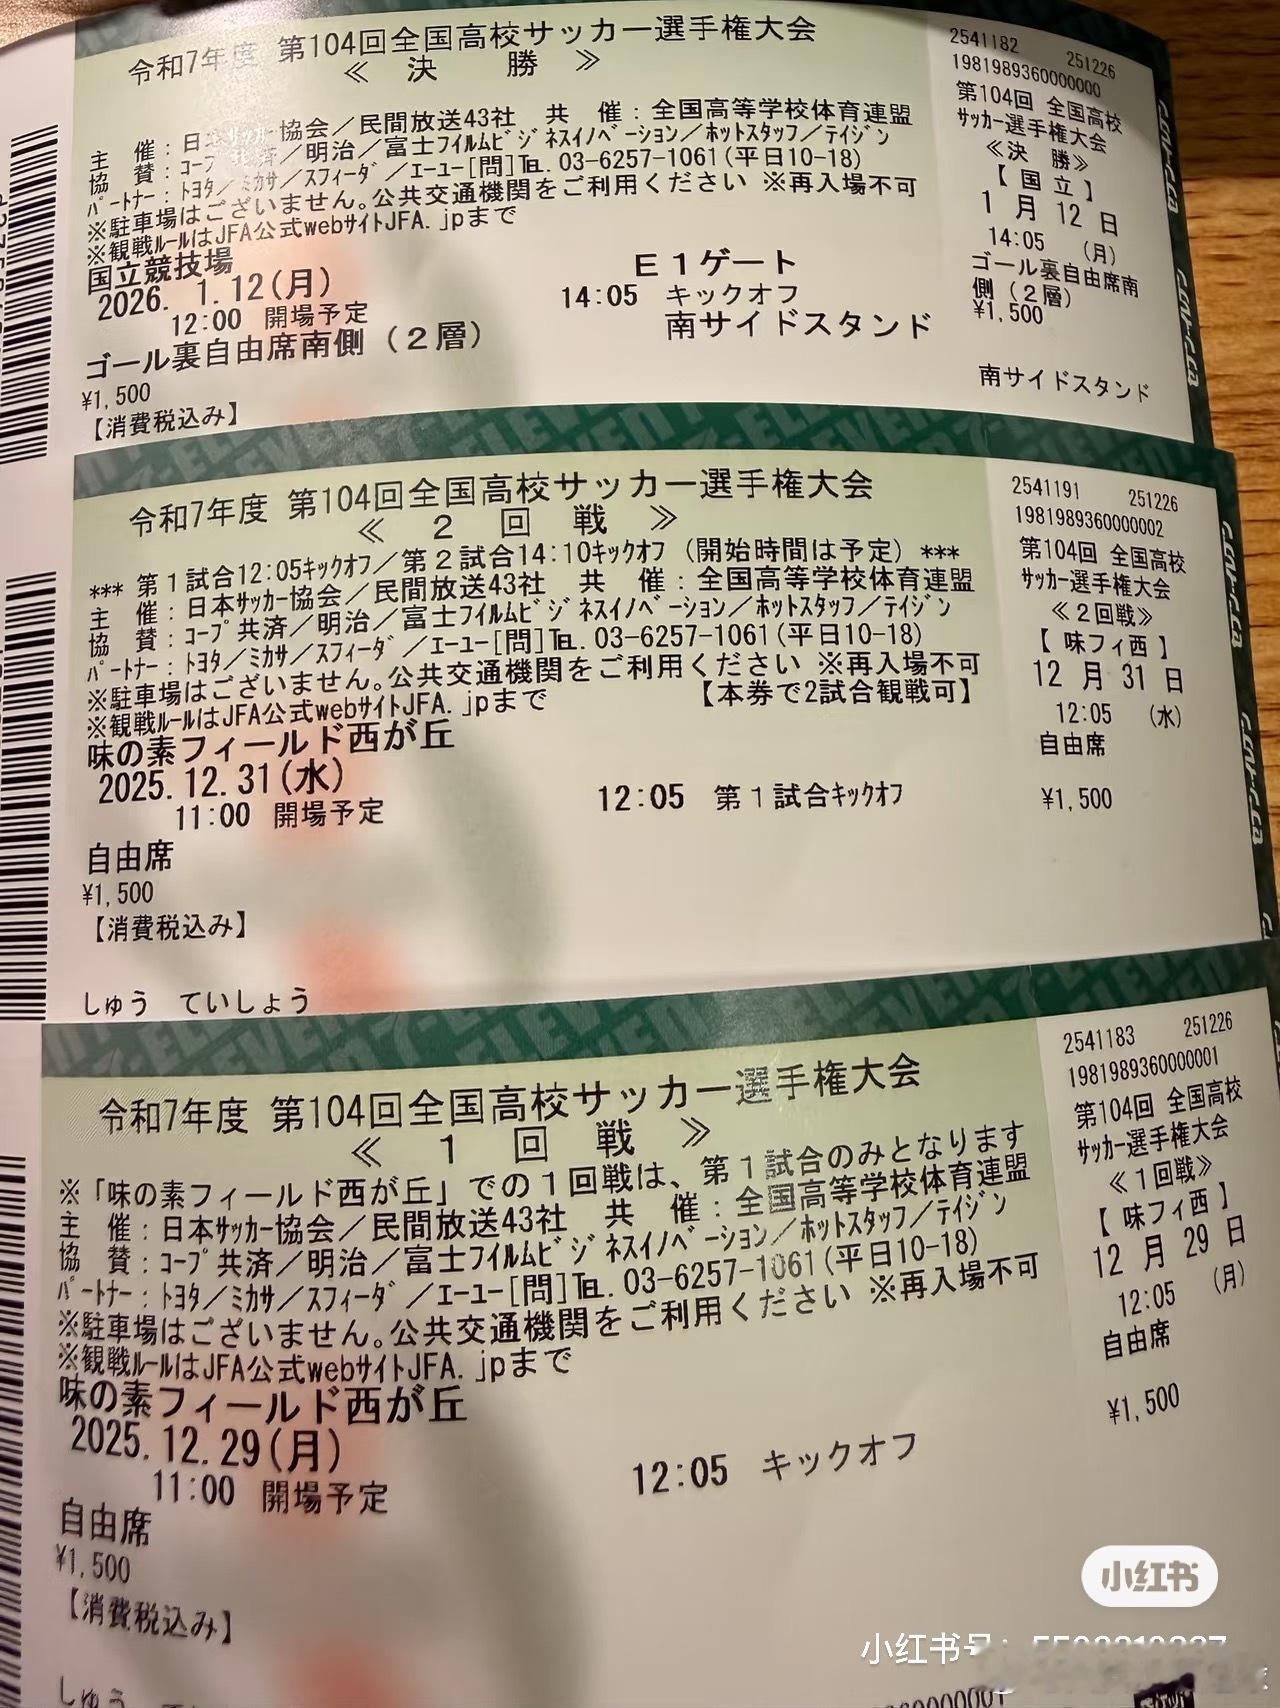 令和7年度 第104回全国高校サッカー選手権大会
≪ 決 勝 ≫
主 催：日本サッカー協会／民間放送43社 共 催：全国高等学校体育連盟
協 賛：コープ共済／明治／富士フイルムビジネスイノベーション／ホットスタッフ／テイジン
パートナー：トヨタ／ミカサ／スフィーダ／エーユー[問]℡. 03-6257-1061(平日10-18)
※駐車場はございません。公共交通機関をご利用ください ※再入場不可
※観戦ルールはJFA公式webサイトJFA.jpまで
国立競技場
E1ゲート
2026. 1.12(月)
14:05 キックオフ
12:00 開場予定
南サイドスタンド
ゴール裏自由席南側（2層）
¥1,500
【消費税込み】
2541182 251226
1981989360000000
第104回 全国高校
サッカー選手権大会
≪決 勝≫
【 国 立 】
1 月 12 日
14:05 (月)
ゴール裏自由席南
側（2層）
¥1,500
南サイドスタンド
令和7年度 第104回全国高校サッカー選手権大会
≪ 2 回 戦 ≫
*** 第1試合12:05キックオフ／第2試合14:10キックオフ（開始時間は予定）***
主 催：日本サッカー協会／民間放送43社 共 催：全国高等学校体育連盟
協 賛：コープ共済／明治／富士フイルムビジネスイノベーション／ホットスタッフ／テイジン
パートナー：トヨタ／ミカサ／スフィーダ／エーユー[問]℡. 03-6257-1061(平日10-18)
※駐車場はございません。公共交通機関をご利用ください ※再入場不可
※観戦ルールはJFA公式webサイトJFA.jpまで 【本券で2試合観戦可】
味の素フィールド西が丘
2025.12.31(水)
12:05 第1試合キックオフ
11:00 開場予定
自由席
¥1,500
【消費税込み】
しゅう ていしょう
2541191 251226
1981989360000002
第104回 全国高校
サッカー選手権大会
≪2回戦≫
【 味フィ西 】
12 月 31 日
12:05 (水)
自由席
¥1,500
令和7年度 第104回全国高校サッカー選手権大会
≪ 1 回 戦 ≫
※「味の素フィールド西が丘」での1回戦は、第1試合のみとなります
主 催：日本サッカー協会／民間放送43社 共 催：全国高等学校体育連盟
協 賛：コープ共済／明治／富士フイルムビジネスイノベーション／ホットスタッフ／テイジン
パートナー：トヨタ／ミカサ／スフィーダ／エーユー[問]℡. 03-6257-1061(平日10-18)
※駐車場はございません。公共交通機関をご利用ください ※再入場不可
※観戦ルールはJFA公式webサイトJFA.jpまで
味の素フィールド西が丘
2025.12.29(月)
12:05 キックオフ
11:00 開場予定
自由席
¥1,500
【消費税込み】
しゅう
2541183 251226
1981989360000001
第104回 全国高校
サッカー選手権大会
≪1回戦≫
【 味フィ西 】
12 月 29 日
12:05 (月)
自由席
¥1,500
小红书
小红书号：